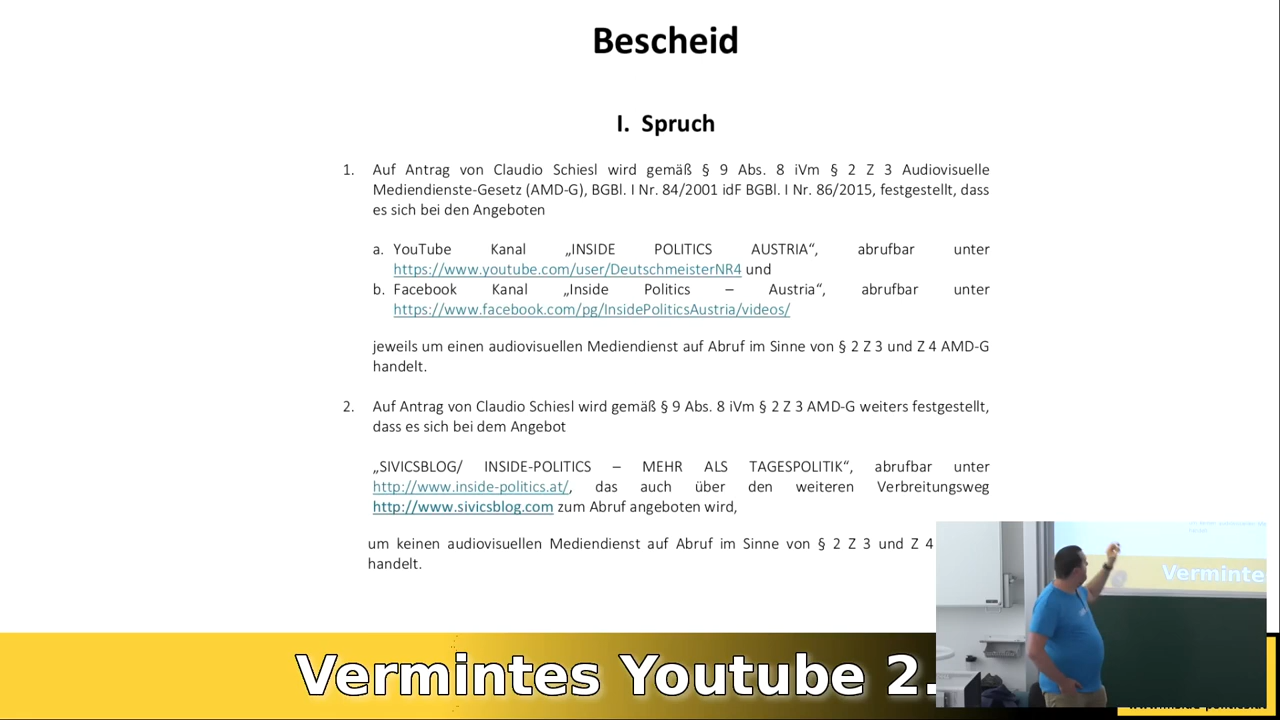 Bescheid
I. Spruch
1. Auf Antrag von Claudio Schiesl wird gemäß § 9 Abs. 8 iVm § 2 Z 3 Audiovisuelle
Mediendienste-Gesetz (AMD-G), BGBl. I Nr. 84/2001 idF BGBl. I Nr. 86/2015, festgestellt, dass
es sich bei den Angeboten
a. YouTube Kanal „INSIDE POLITICS AUSTRIA“, abrufbar unter
https://www.youtube.com/user/DeutschmeisterNR4 und
b. Facebook Kanal „Inside Politics – Austria“, abrufbar unter
https://www.facebook.com/pg/InsidePoliticsAustria/videos/
jeweils um einen audiovisuellen Mediendienst auf Abruf im Sinne von § 2 Z 3 und Z 4 AMD-G
handelt.
2. Auf Antrag von Claudio Schiesl wird gemäß § 9 Abs. 8 iVm § 2 Z 3 AMD-G weiters festgestellt,
dass es sich bei dem Angebot
„SIVICSBLOG/ INSIDE-POLITICS – MEHR ALS TAGESPOLITIK“, abrufbar unter
http://www.inside-politics.at/, das auch über den weiteren Verbreitungsweg
http://www.sivicsblog.com zum Abruf angeboten wird,
um keinen audiovisuellen Mediendienst auf Abruf im Sinne von § 2 Z 3 und Z 4
handelt.
Verminte
Vermintes Youtube 2.